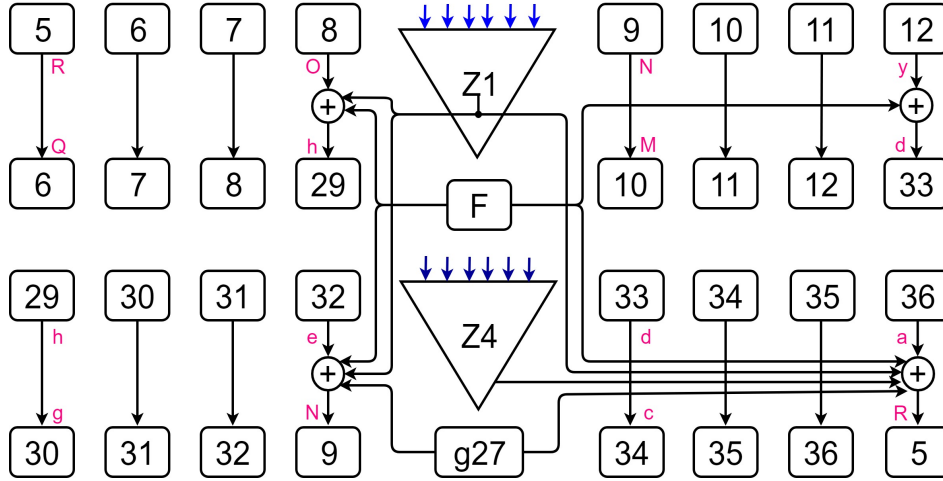 5 6 7 8 9 10 11 12
R O Z1 N y
+ +
Q h M d
6 7 8 29 10 11 12 33
F
29 30 31 32 33 34 35 36
h e Z4 d a
+ +
g N c R
30 31 32 9 g27 34 35 36 5